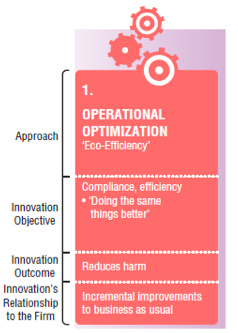 1.
OPERATIONAL
OPTIMIZATION
‘Eco-Efficiency’
Approach
Compliance, efficiency
• ‘Doing the same
things better’
Innovation
Objective
Innovation
Outcome
Reduces harm
Innovation’s
Relationship
to the Firm
Incremental improvements
to business as usual